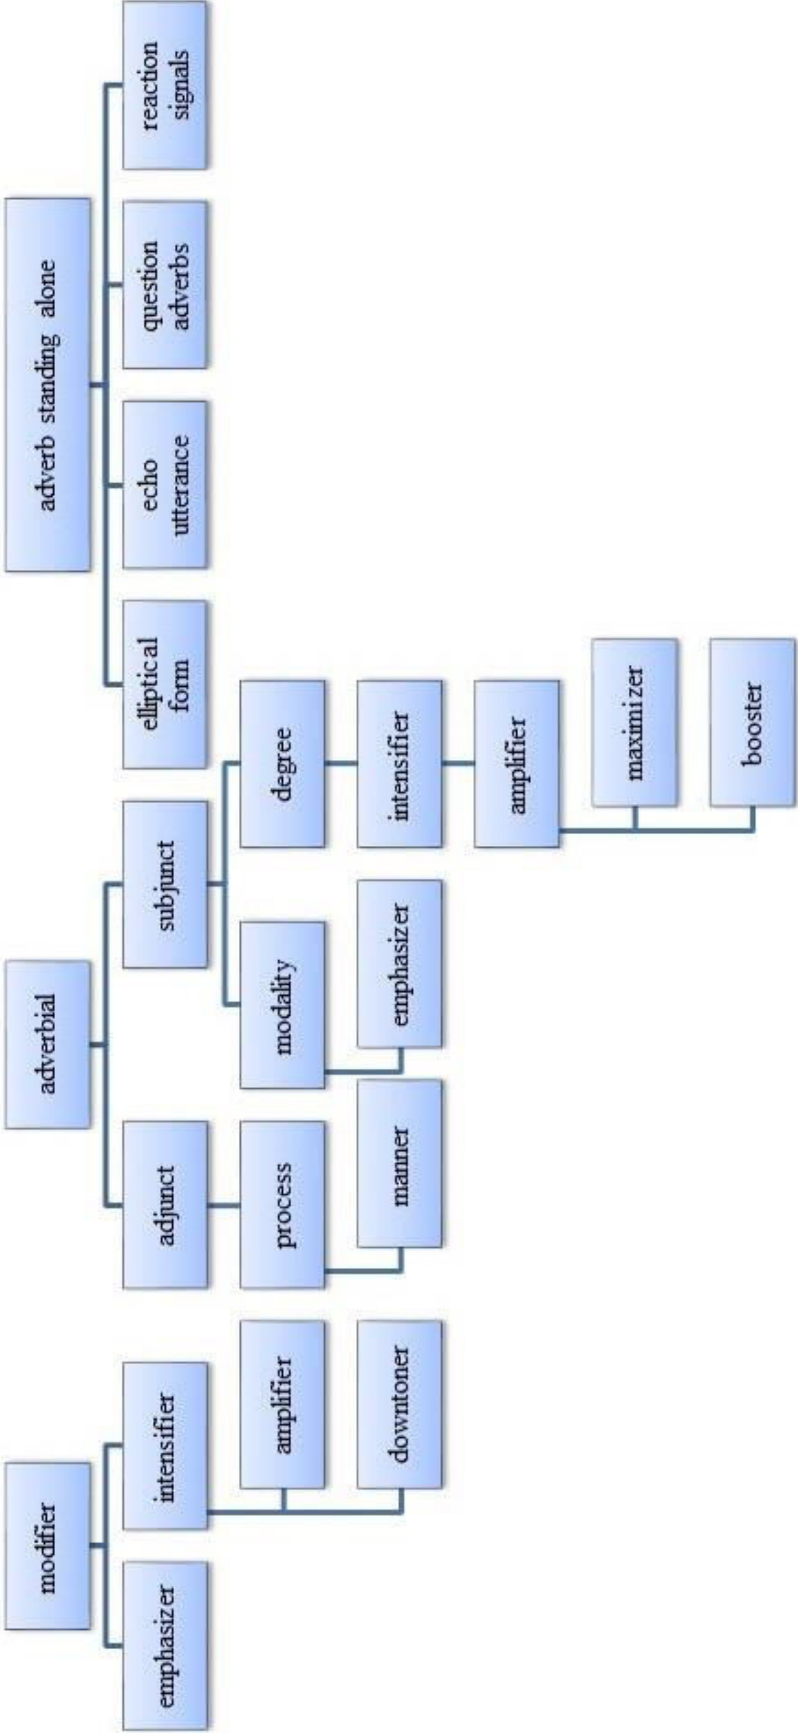 modifier
emphasizer
intensifier
amplifier
downtoner
adverbial
adjunct
process
manner
subjunct
modality
emphasizer
degree
intensifier
amplifier
maximizer
booster
adverb standing alone
elliptical
form
echo
utterance
question
adverbs
reaction
signals